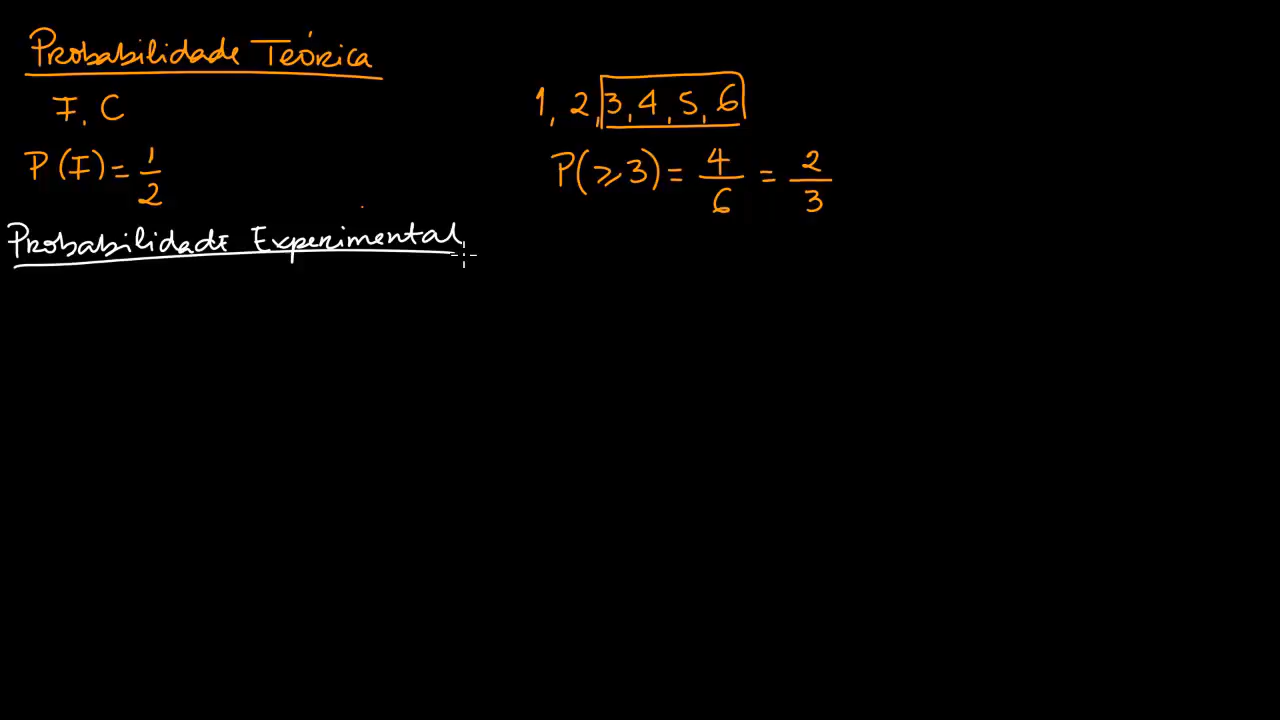 Probabilidade Teórica
F, C
P(F) = 1/2
1, 2, 3, 4, 5, 6
P(≥3) = 4/6 = 2/3
Probabilidade Experimental